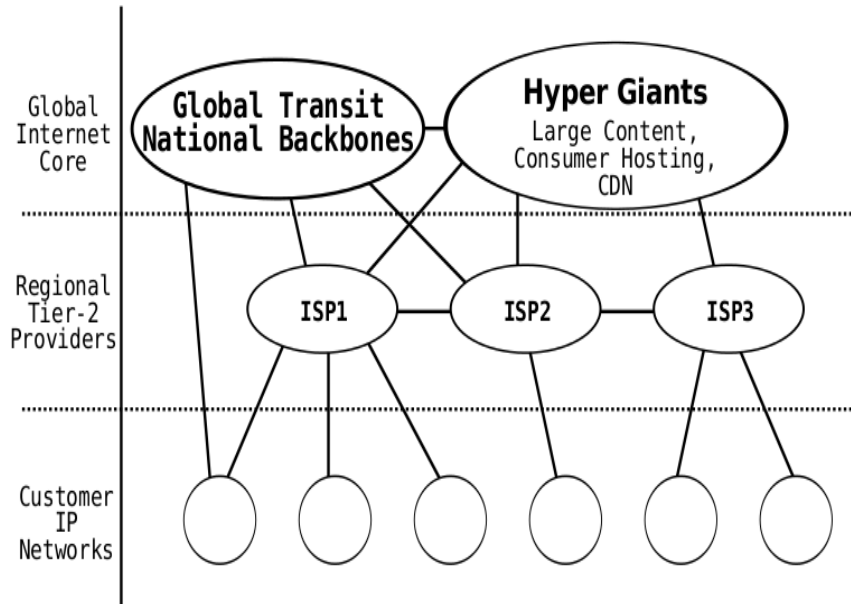 Global
Internet
Core
Global Transit
National Backbones
Hyper Giants
Large Content,
Consumer Hosting,
CDN
Regional
Tier-2
Providers
ISP1
ISP2
ISP3
Customer
IP
Networks